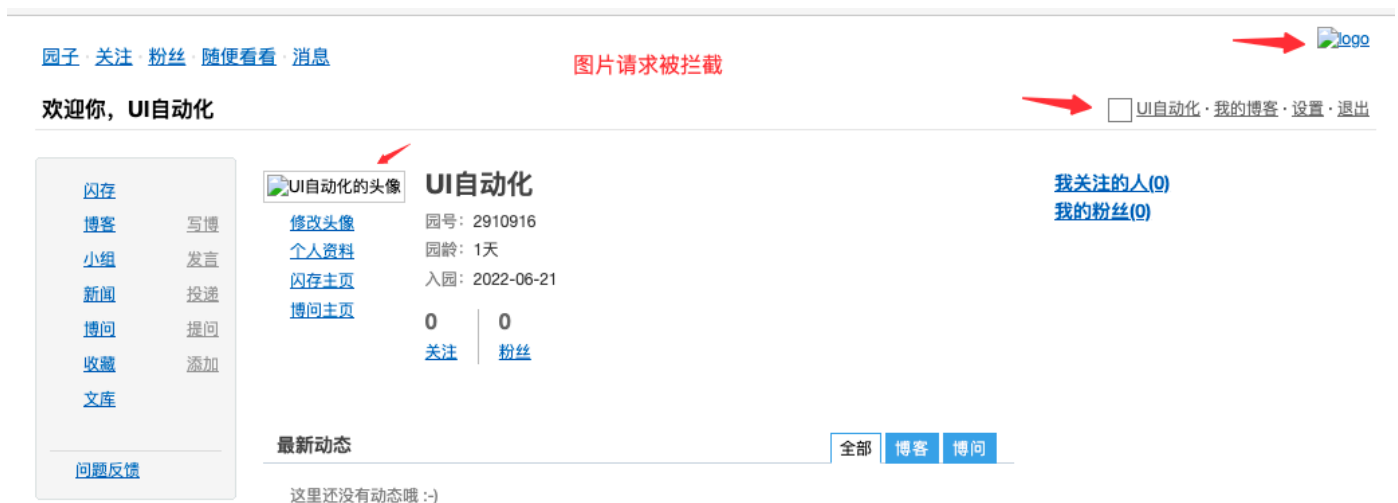 logo
园子 · 关注 · 粉丝 · 随便看看 · 消息
图片请求被拦截
欢迎你，UI自动化
UI自动化 · 我的博客 · 设置 · 退出
闪存
博客 写博
小组 发言
新闻 投递
博问 提问
收藏 添加
文库
问题反馈
UI自动化的头像
修改头像
个人资料
闪存主页
博问主页
UI自动化
园号：2910916
园龄：1天
入园：2022-06-21
0 0
关注 粉丝
我关注的人(0)
我的粉丝(0)
最新动态
全部 博客 博问
这里还没有动态哦 :-)